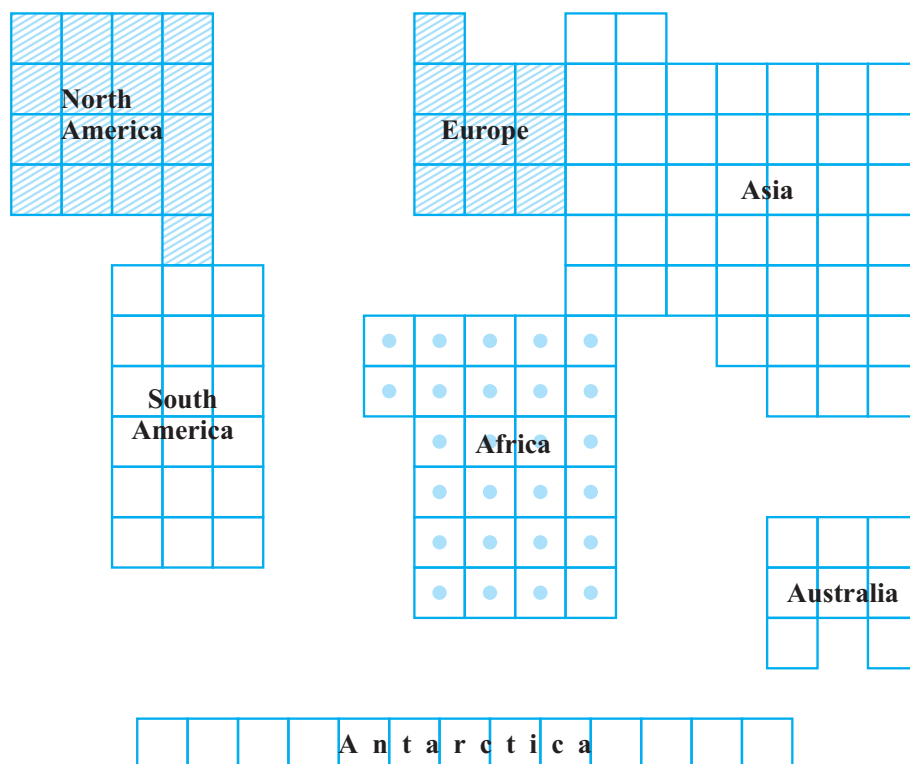 North
America
Europe
Asia
South
America
Africa
Australia
A n t a r c t i c a